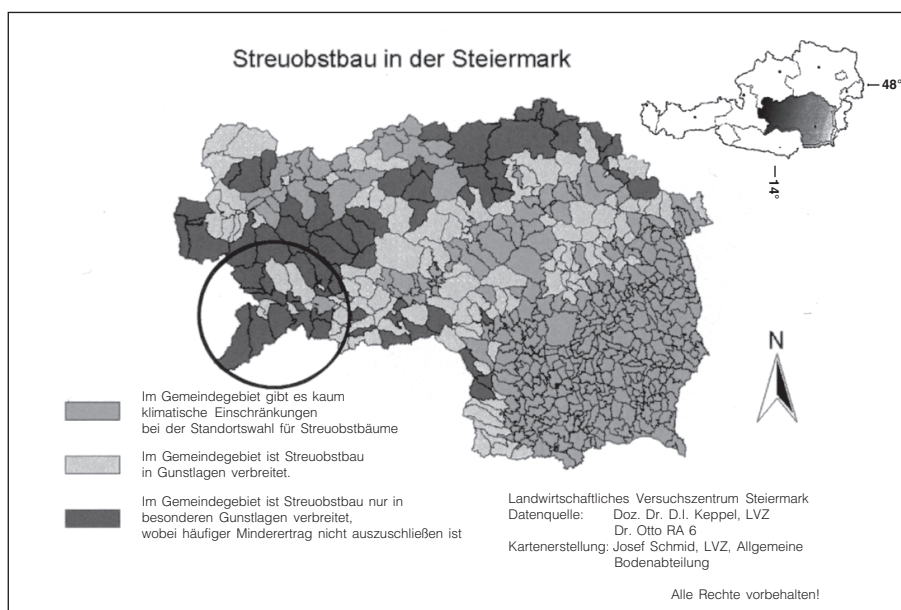 Streuobstbau in der Steiermark
48°
14°
N
Im Gemeindegebiet gibt es kaum
klimatische Einschränkungen
bei der Standortswahl für Streuobstbäume
Im Gemeindegebiet ist Streuobstbau
in Gunstlagen verbreitet.
Im Gemeindegebiet ist Streuobstbau nur in
besonderen Gunstlagen verbreitet,
wobei häufiger Minderertrag nicht auszuschließen ist
Landwirtschaftliches Versuchszentrum Steiermark
Datenquelle: Doz. Dr. D.I. Keppel, LVZ
Dr. Otto RA 6
Kartenerstellung: Josef Schmid, LVZ, Allgemeine
Bodenabteilung
Alle Rechte vorbehalten!